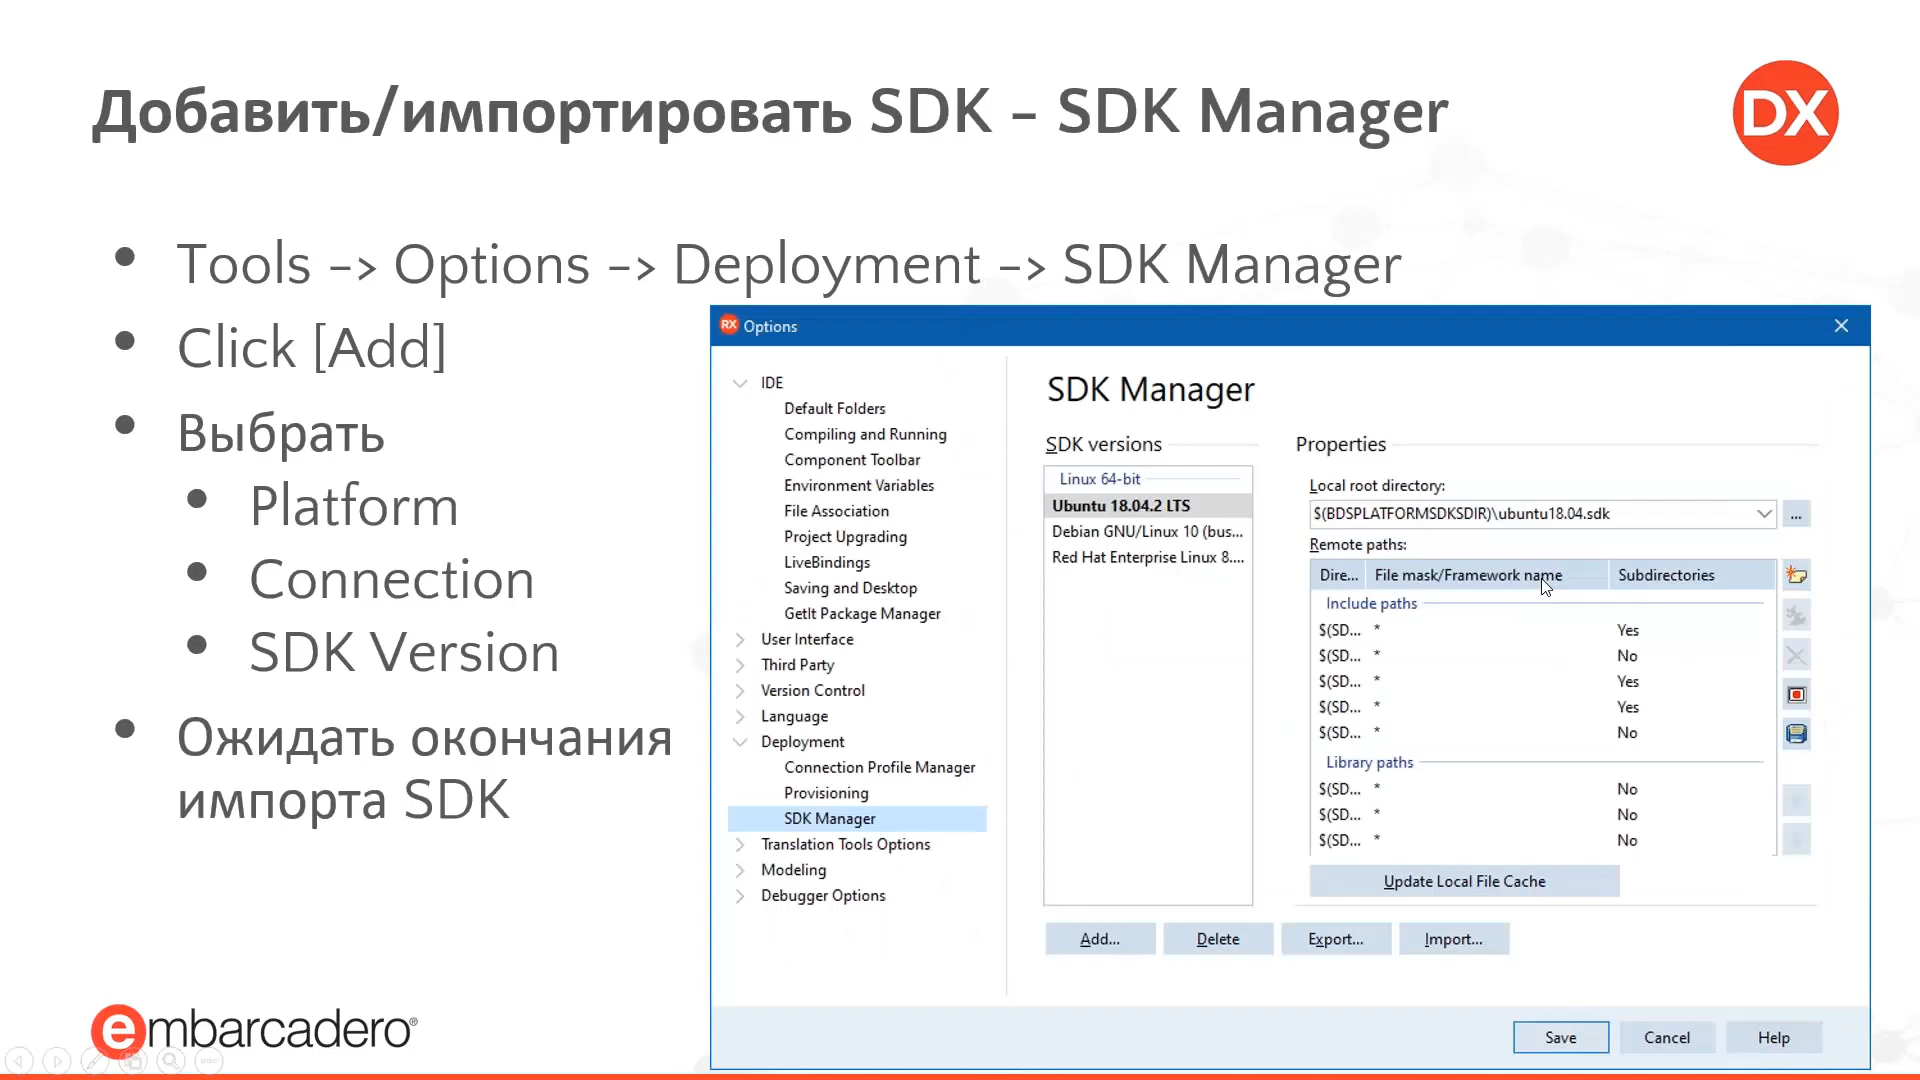 Добавить/импортировать SDK – SDK Manager
DX
• Tools -> Options -> Deployment -> SDK Manager
• Click [Add]
• Выбрать
• Platform
• Connection
• SDK Version
• Ожидать окончания
импорта SDK
RX Options
IDE
Default Folders
Compiling and Running
Component Toolbar
Environment Variables
File Association
Project Upgrading
LiveBindings
Saving and Desktop
GetIt Package Manager
User Interface
Third Party
Version Control
Language
Deployment
Connection Profile Manager
Provisioning
SDK Manager
Translation Tools Options
Modeling
Debugger Options
SDK Manager
SDK versions
Linux 64-bit
Ubuntu 18.04.2 LTS
Debian GNU/Linux 10 (bus...
Red Hat Enterprise Linux 8....
Properties
Local root directory:
$(BDSPLATFORMSDKSDIR)\ubuntu18.04.sdk ...
Remote paths:
Dire... File mask/Framework name Subdirectories
Include paths
$(SD... * Yes
$(SD... * No
$(SD... * Yes
$(SD... * Yes
$(SD... * No
Library paths
$(SD... * No
$(SD... * No
$(SD... * No
Update Local File Cache
Add... Delete Export... Import...
Save Cancel Help
embarcadero®